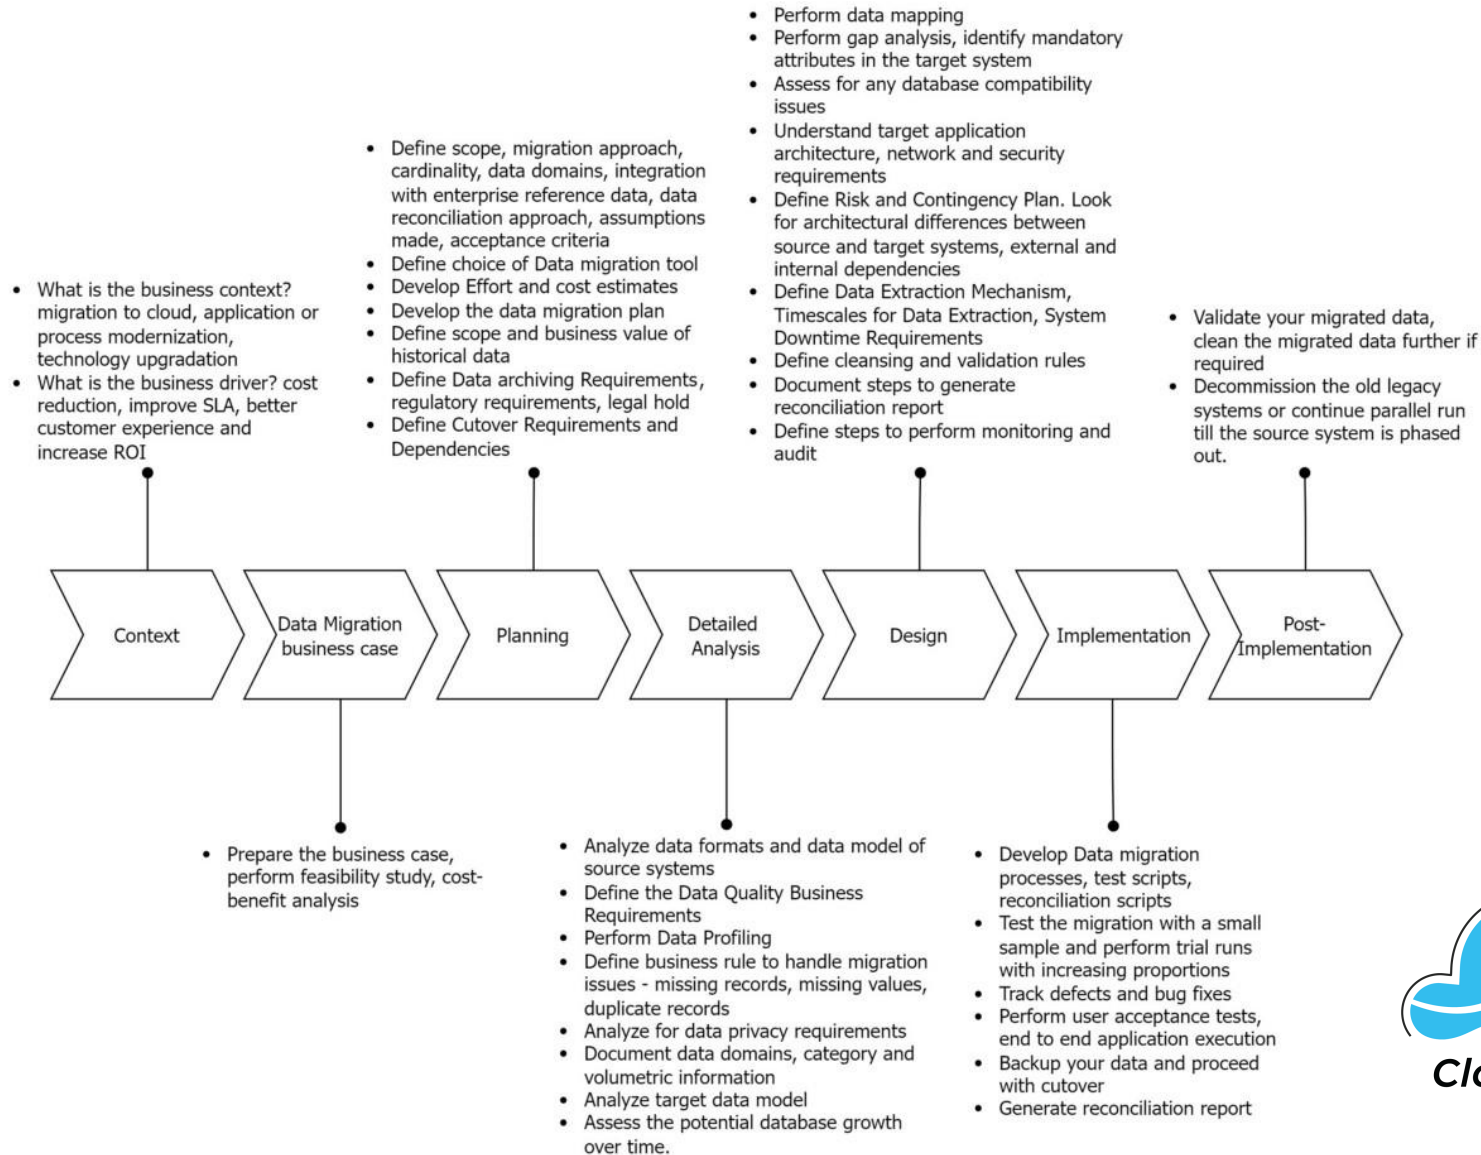 • What is the business context?
migration to cloud, application or
process modernization,
technology upgradation
• What is the business driver? cost
reduction, improve SLA, better
customer experience and
increase ROI
• Define scope, migration approach,
cardinality, data domains, integration
with enterprise reference data, data
reconciliation approach, assumptions
made, acceptance criteria
• Define choice of Data migration tool
• Develop Effort and cost estimates
• Develop the data migration plan
• Define scope and business value of
historical data
• Define Data archiving Requirements,
regulatory requirements, legal hold
• Define Cutover Requirements and
Dependencies
• Perform data mapping
• Perform gap analysis, identify mandatory
attributes in the target system
• Assess for any database compatibility
issues
• Understand target application
architecture, network and security
requirements
• Define Risk and Contingency Plan. Look
for architectural differences between
source and target systems, external and
internal dependencies
• Define Data Extraction Mechanism,
Timescales for Data Extraction, System
Downtime Requirements
• Define cleansing and validation rules
• Document steps to generate
reconciliation report
• Define steps to perform monitoring and
audit
• Validate your migrated data,
clean the migrated data further if
required
• Decommission the old legacy
systems or continue parallel run
till the source system is phased
out.
Context
Data Migration
business case
Planning
Detailed
Analysis
Design
Implementation
Post-
Implementation
• Prepare the business case,
perform feasibility study, cost-
benefit analysis
• Analyze data formats and data model of
source systems
• Define the Data Quality Business
Requirements
• Perform Data Profiling
• Define business rule to handle migration
issues - missing records, missing values,
duplicate records
• Analyze for data privacy requirements
• Document data domains, category and
volumetric information
• Analyze target data model
• Assess the potential database growth
over time.
• Develop Data migration
processes, test scripts,
reconciliation scripts
• Test the migration with a small
sample and perform trial runs
with increasing proportions
• Track defects and bug fixes
• Perform user acceptance tests,
end to end application execution
• Backup your data and proceed
with cutover
• Generate reconciliation report